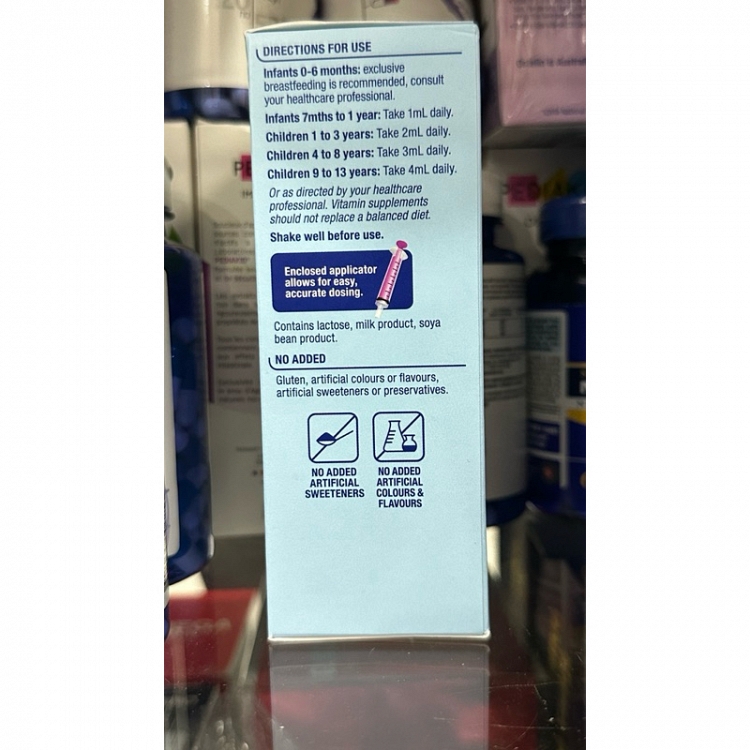 DIRECTIONS FOR USE
Infants 0-6 months: exclusive
breastfeeding is recommended, consult
your healthcare professional.
Infants 7mths to 1 year: Take 1mL daily.
Children 1 to 3 years: Take 2mL daily.
Children 4 to 8 years: Take 3mL daily.
Children 9 to 13 years: Take 4mL daily.
Or as directed by your healthcare
professional. Vitamin supplements
should not replace a balanced diet.
Shake well before use.
Enclosed applicator
allows for easy,
accurate dosing.
Contains lactose, milk product, soya
bean product.
NO ADDED
Gluten, artificial colours or flavours,
artificial sweeteners or preservatives.
NO ADDED
ARTIFICIAL
SWEETENERS
NO ADDED
ARTIFICIAL
COLOURS &
FLAVOURS